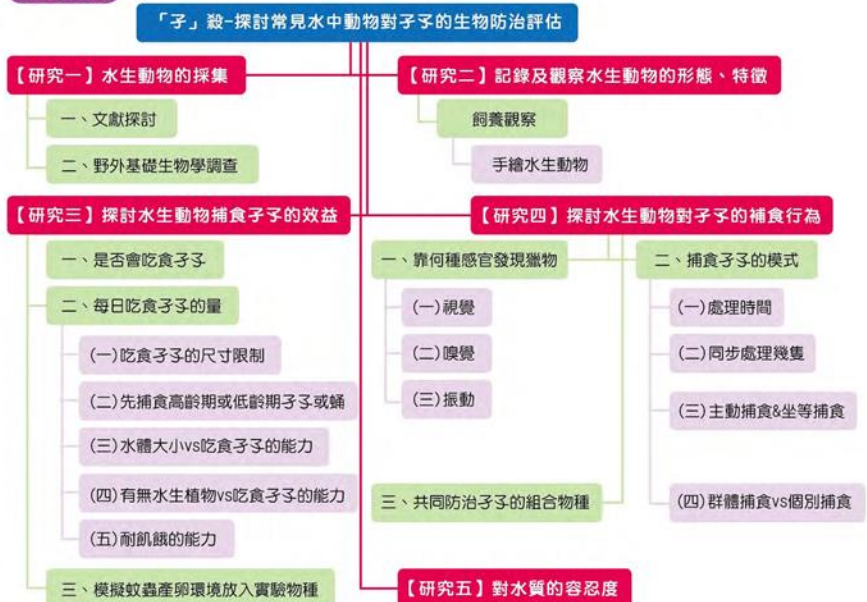 「孑」殺-探討常見水中動物對孑孓的生物防治評估
【研究一】水生動物的採集
一、文獻探討
二、野外基礎生物學調查
【研究二】記錄及觀察水生動物的形態、特徵
飼養觀察
手繪水生動物
【研究三】探討水生動物捕食孑孓的效益
一、是否會吃食孑孓
二、每日吃食孑孓的量
(一)吃食孑孓的尺寸限制
(二)先捕食高齡期或低齡期孑孓或蛹
(三)水體大小vs吃食孑孓的能力
(四)有無水生植物vs吃食孑孓的能力
(五)耐飢餓的能力
三、模擬蚊蟲產卵環境放入實驗物種
【研究四】探討水生動物對孑孓的補食行為
一、靠何種感官發現獵物
(一)視覺
(二)嗅覺
(三)振動
二、捕食孑孓的模式
(一)處理時間
(二)同步處理幾隻
(三)主動捕食&坐等捕食
(四)群體捕食vs個別捕食
三、共同防治孑孓的組合物種
【研究五】對水質的容忍度